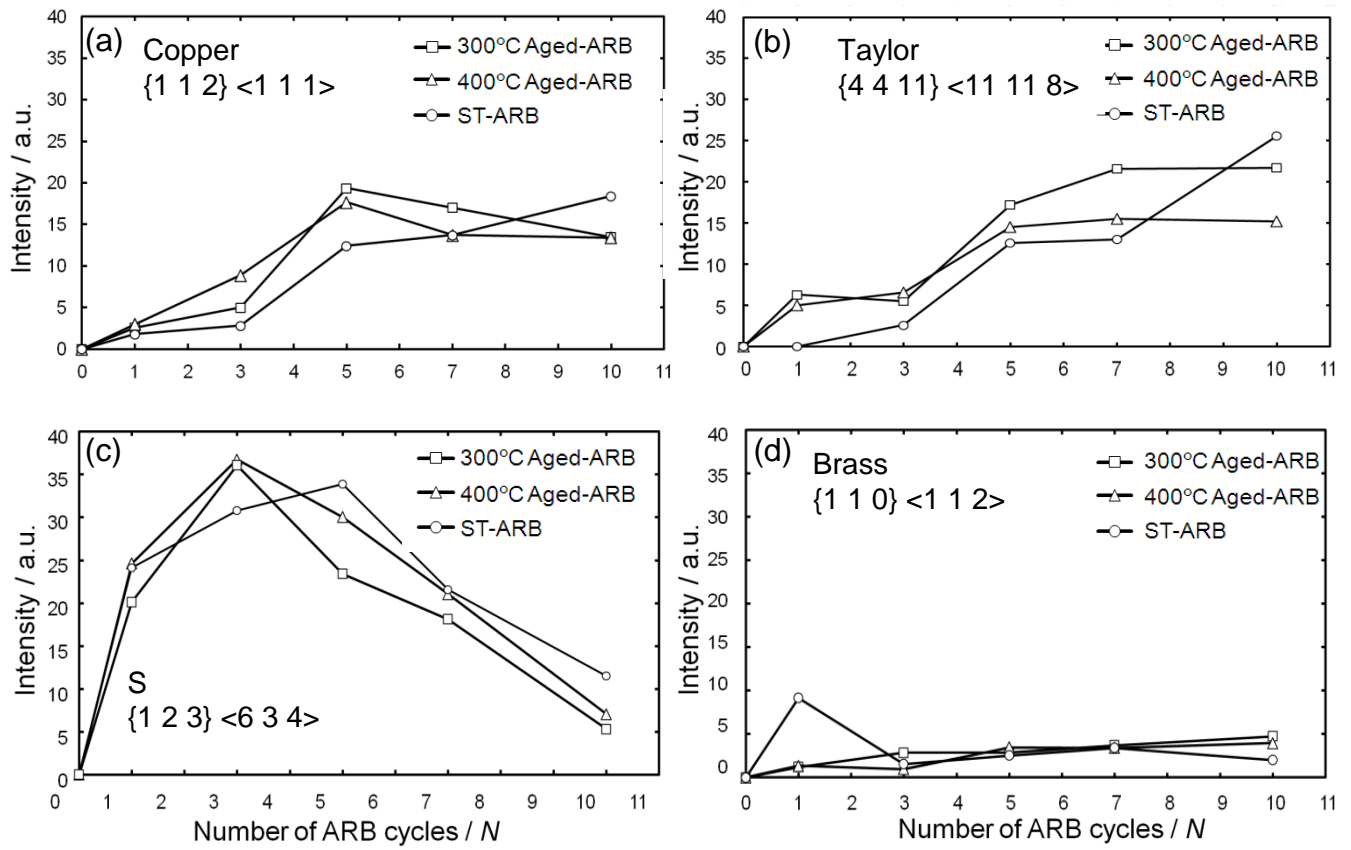 (a)
Copper
{1 1 2} <1 1 1>
300°C Aged-ARB
400°C Aged-ARB
ST-ARB
Intensity / a.u.
40
35
30
25
20
15
10
5
0
0 1 2 3 4 5 6 7 8 9 10 11
(b)
Taylor
{4 4 11} <11 11 8>
300°C Aged-ARB
400°C Aged-ARB
ST-ARB
Intensity / a.u.
40
35
30
25
20
15
10
5
0
0 1 2 3 4 5 6 7 8 9 10 11
(c)
300°C Aged-ARB
400°C Aged-ARB
ST-ARB
S
{1 2 3} <6 3 4>
Intensity / a.u.
40
35
30
25
20
15
10
5
0
0 1 2 3 4 5 6 7 8 9 10 11
Number of ARB cycles / N
(d)
Brass
{1 1 0} <1 1 2>
300°C Aged-ARB
400°C Aged-ARB
ST-ARB
Intensity / a.u.
40
35
30
25
20
15
10
5
0
0 1 2 3 4 5 6 7 8 9 10 11
Number of ARB cycles / N